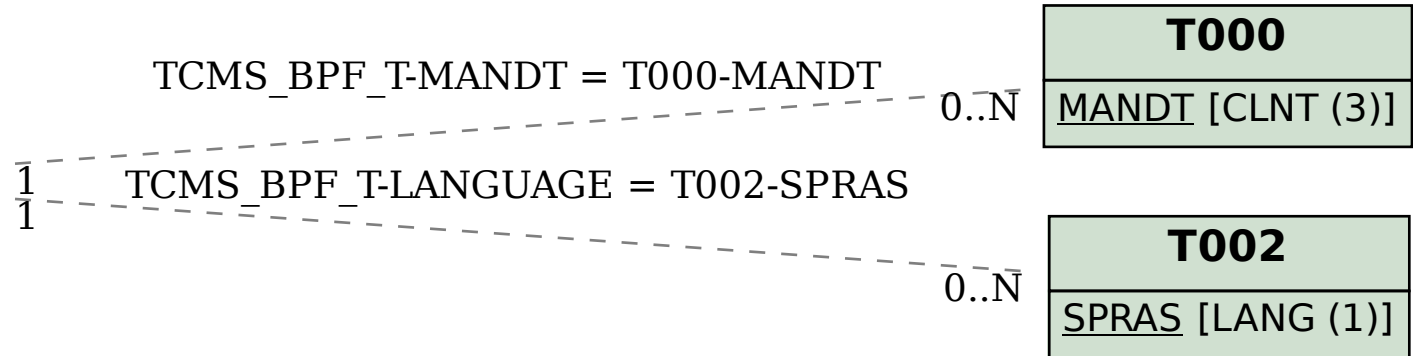 T000
TCMS_BPF_T-MANDT = T000-MANDT
0..N
MANDT [CLNT (3)]
1
TCMS_BPF_T-LANGUAGE = T002-SPRAS
1
T002
0..N
SPRAS [LANG (1)]